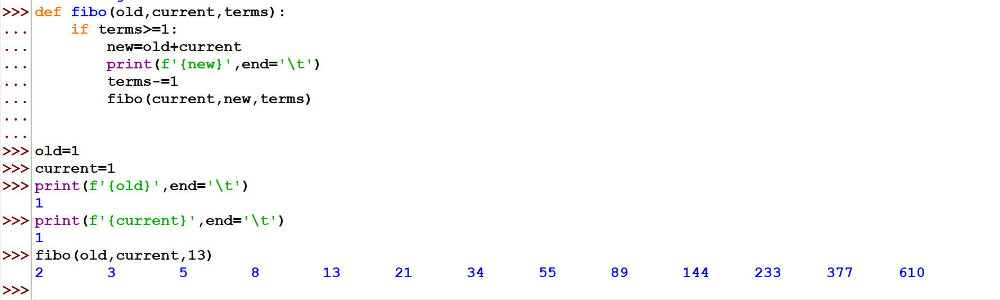 >>> def fibo(old,current,terms):
...     if terms>=1:
...         new=old+current
...         print(f'{new}',end='\t')
...         terms-=1
...         fibo(current,new,terms)
...
...
>>> old=1
>>> current=1
>>> print(f'{old}',end='\t')
1
>>> print(f'{current}',end='\t')
1
>>> fibo(old,current,13)
2	3	5	8	13	21	34	55	89	144	233	377	610
>>>